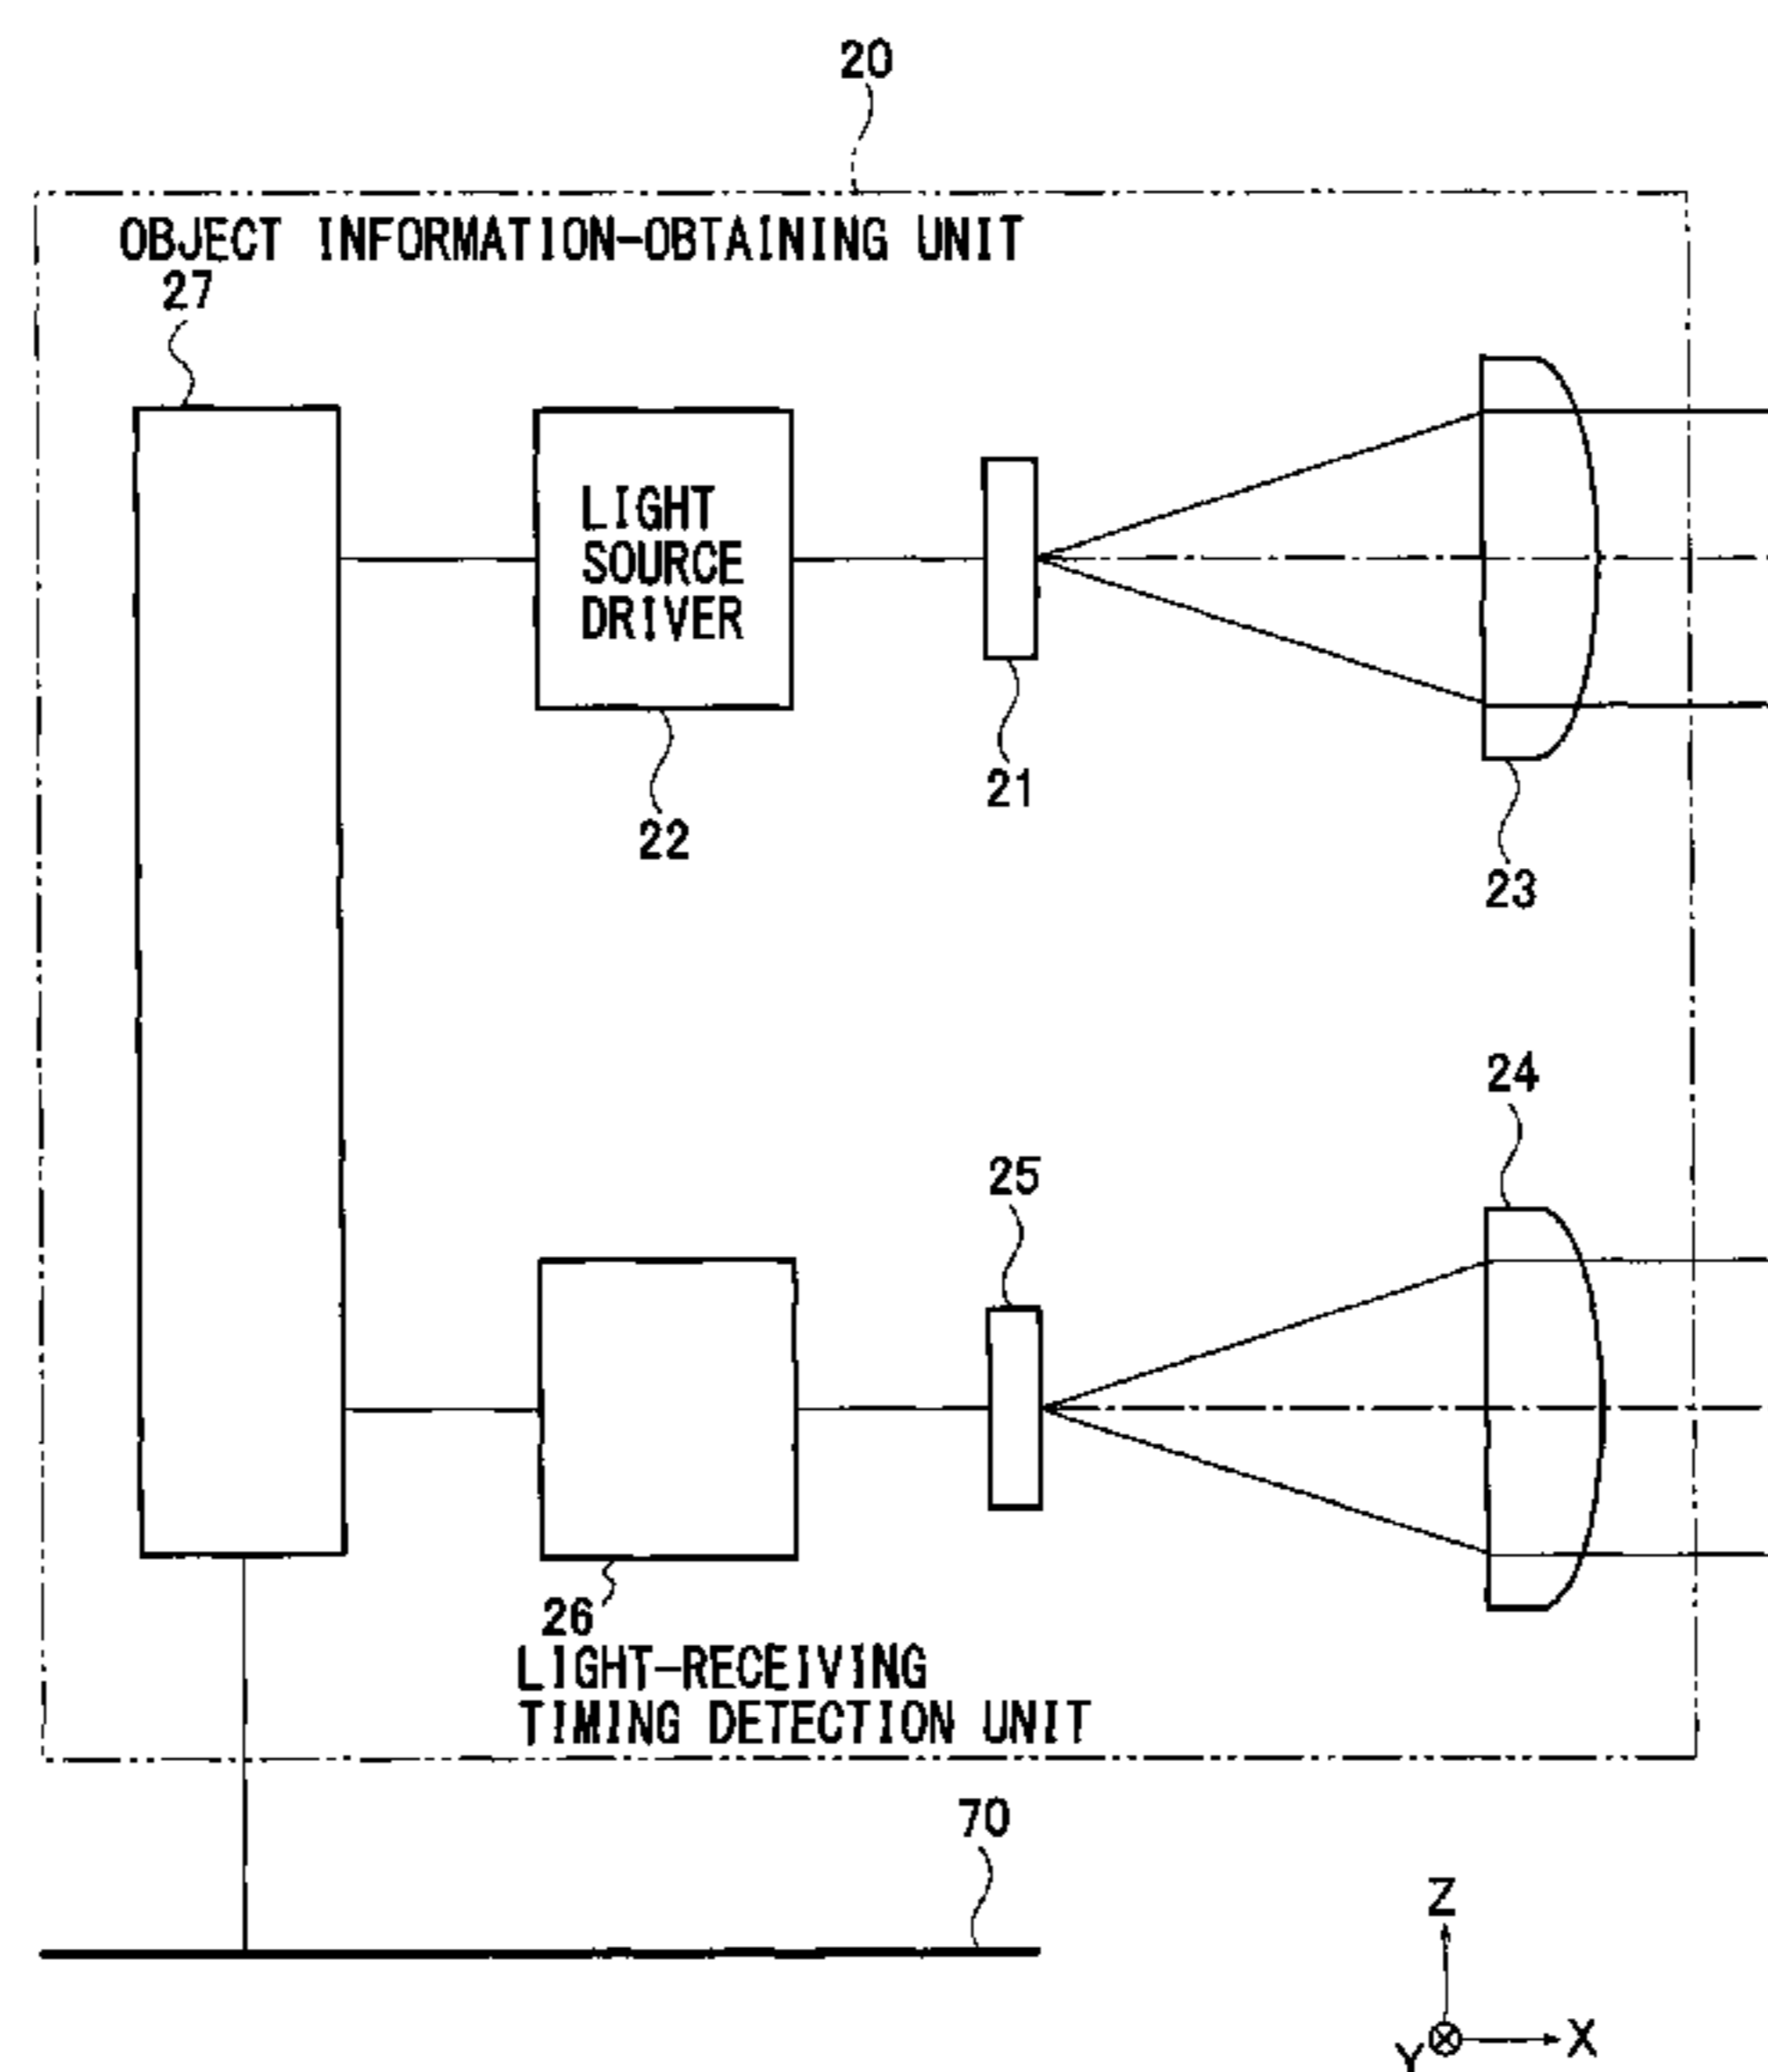 20
OBJECT INFORMATION-OBTAINING UNIT
27
LIGHT
SOURCE
DRIVER
21
22
23
24
25
26
LIGHT-RECEIVING
TIMING DETECTION UNIT
70
Z
X
Y